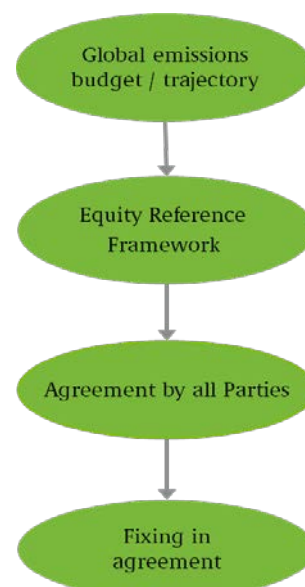 Global emissions
budget / trajectory
Equity Reference
Framework
Agreement by all Parties
Fixing in
agreement